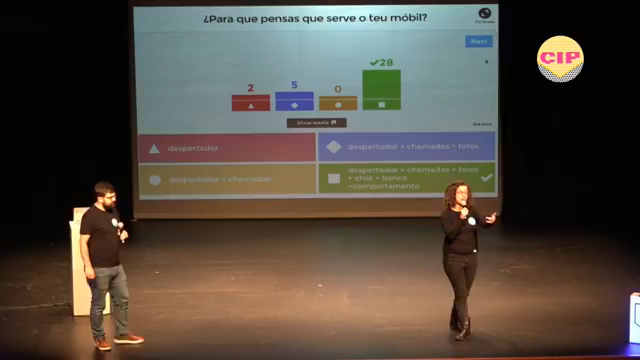 ¿Para que pensas que serve o teu móbil?
Next
CIP
2
5
0
28
Show media
despertador
despertador + chamadas + fotos
despertador + chamadas
despertador + chamadas + fotos
+ chat + banco
+comportamento